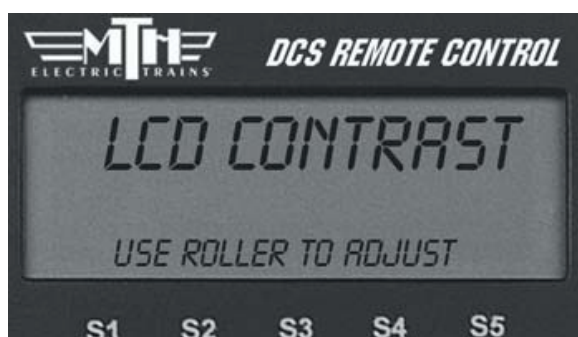 MTH
ELECTRIC TRAINS
DCS REMOTE CONTROL
LCD CONTRAST
USE ROLLER TO ADJUST
S1 S2 S3 S4 S5